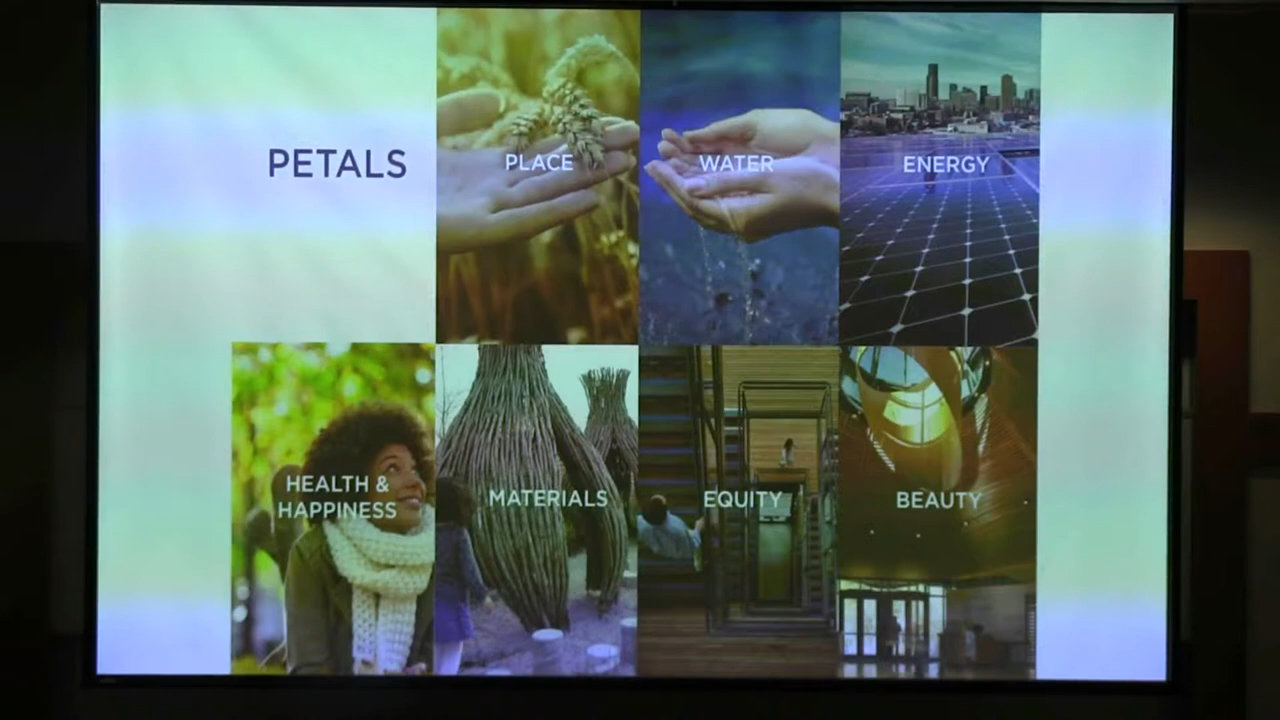 PETALS
PLACE
WATER
ENERGY
HEALTH &
HAPPINESS
MATERIALS
EQUITY
BEAUTY